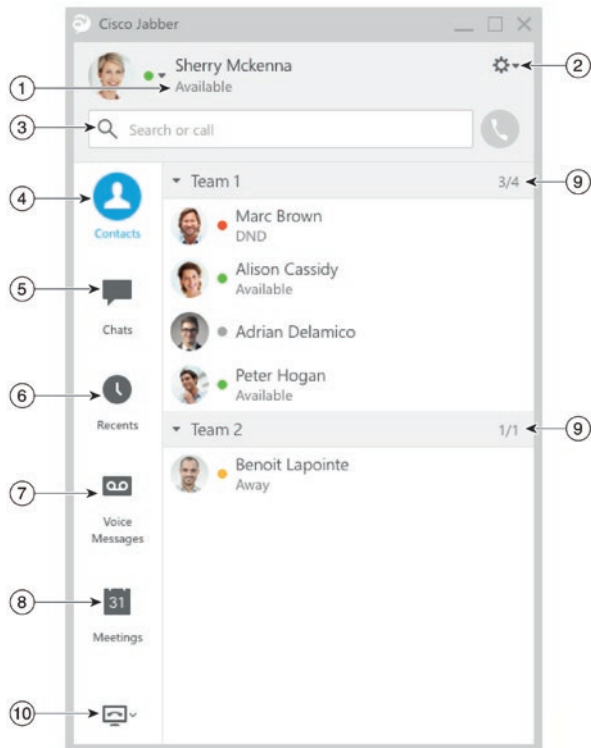 Cisco Jabber
Sherry Mckenna
Available
1
2
3
Search or call
4
Contacts
Team 1
3/4
9
Marc Brown
DND
Alison Cassidy
Available
5
Chats
Adrian Delamico
Peter Hogan
Available
6
Recents
Team 2
1/1
9
Benoit Lapointe
Away
7
Voice
Messages
8
31
Meetings
10